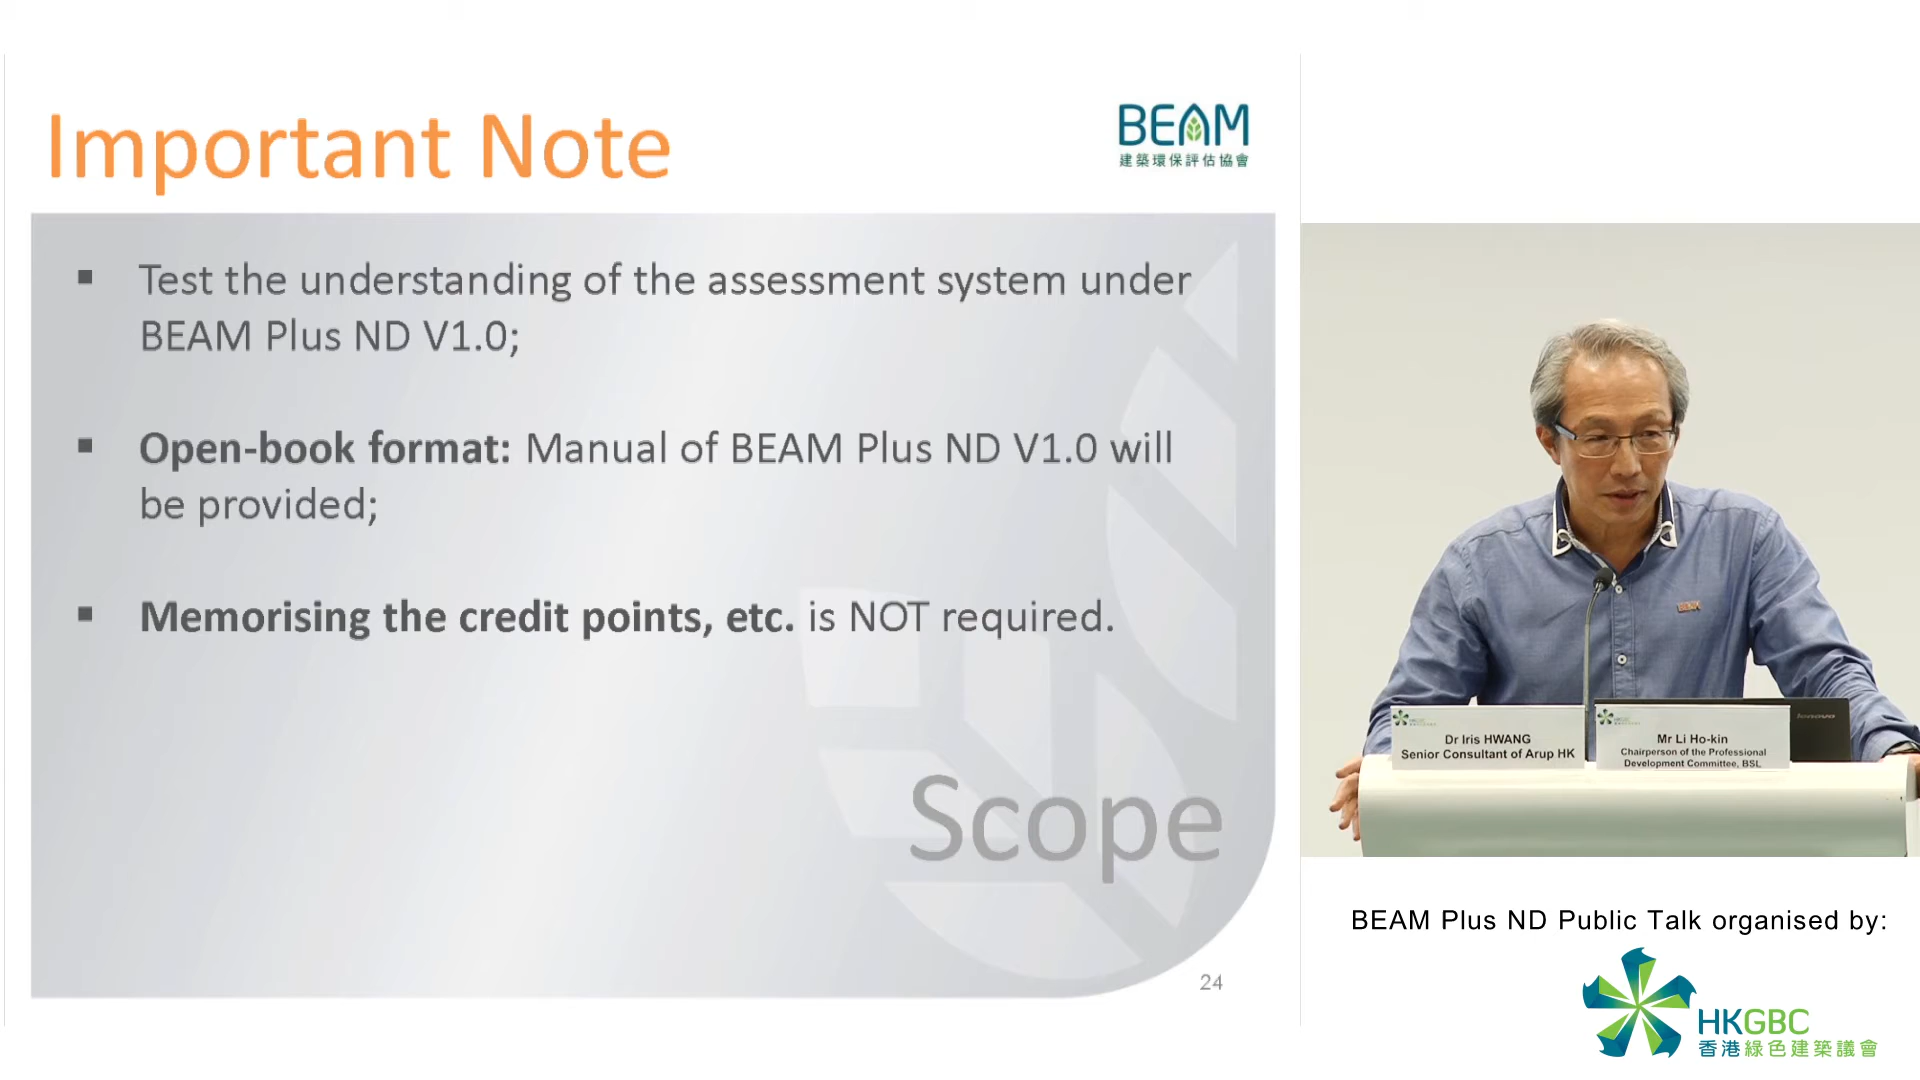 Important Note
BEAM
建築環保評估協會
▪ Test the understanding of the assessment system under
BEAM Plus ND V1.0;
▪ Open-book format: Manual of BEAM Plus ND V1.0 will
be provided;
▪ Memorising the credit points, etc. is NOT required.
Scope
24
HKGBC
Dr Iris HWANG
Senior Consultant of Arup HK
HKGBC
Mr Li Ho-kin
Chairperson of the Professional
Development Committee, BSL
lenovo
BEAM Plus ND Public Talk organised by:
HKGBC
香港綠色建築議會